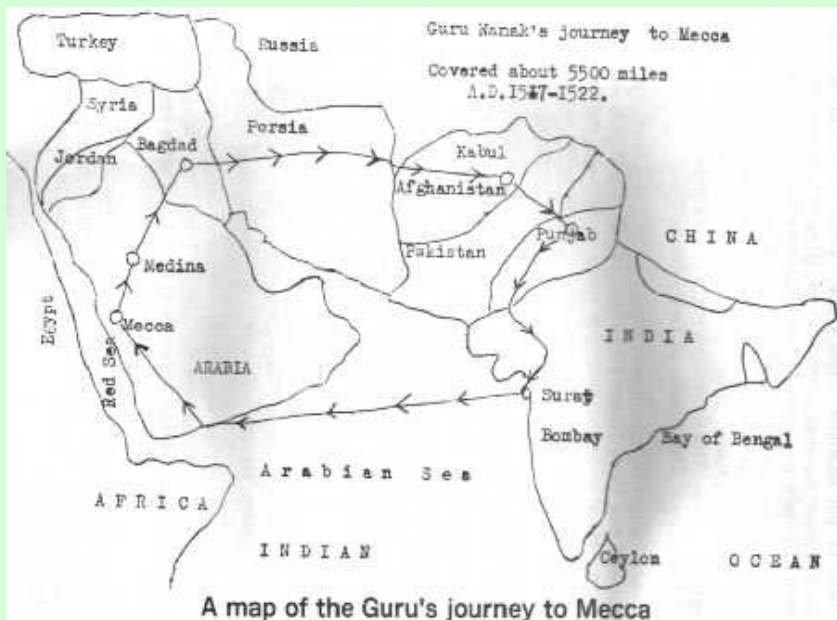 Guru Nanak's journey to Mecca
Covered about 5500 miles
A.D.1517-1522.
Turkey
Russia
Syria
Persia
Bagdad
Jordan
Kabul
Afghanistan
Punjab
Pakistan
CHINA
Medina
Mecca
Egypt
Red Sea
ARABIA
INDIA
Surat
Bombay
Bay of Bengal
Arabian Sea
AFRICA
INDIAN
Ceylon
OCEAN
A map of the Guru's journey to Mecca